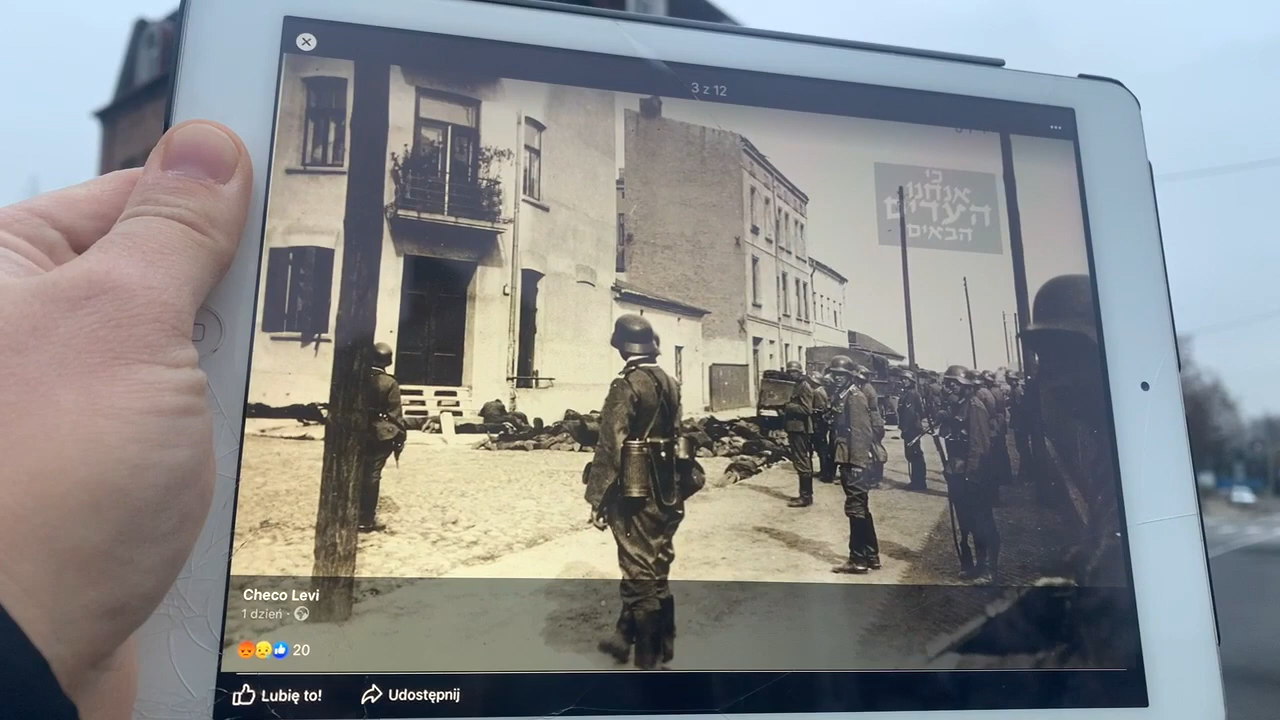 3 z 12
כי
אנחנו
העדים
הבאים
Checo Levi
1 dzień
20
Lubię to!
Udostępnij